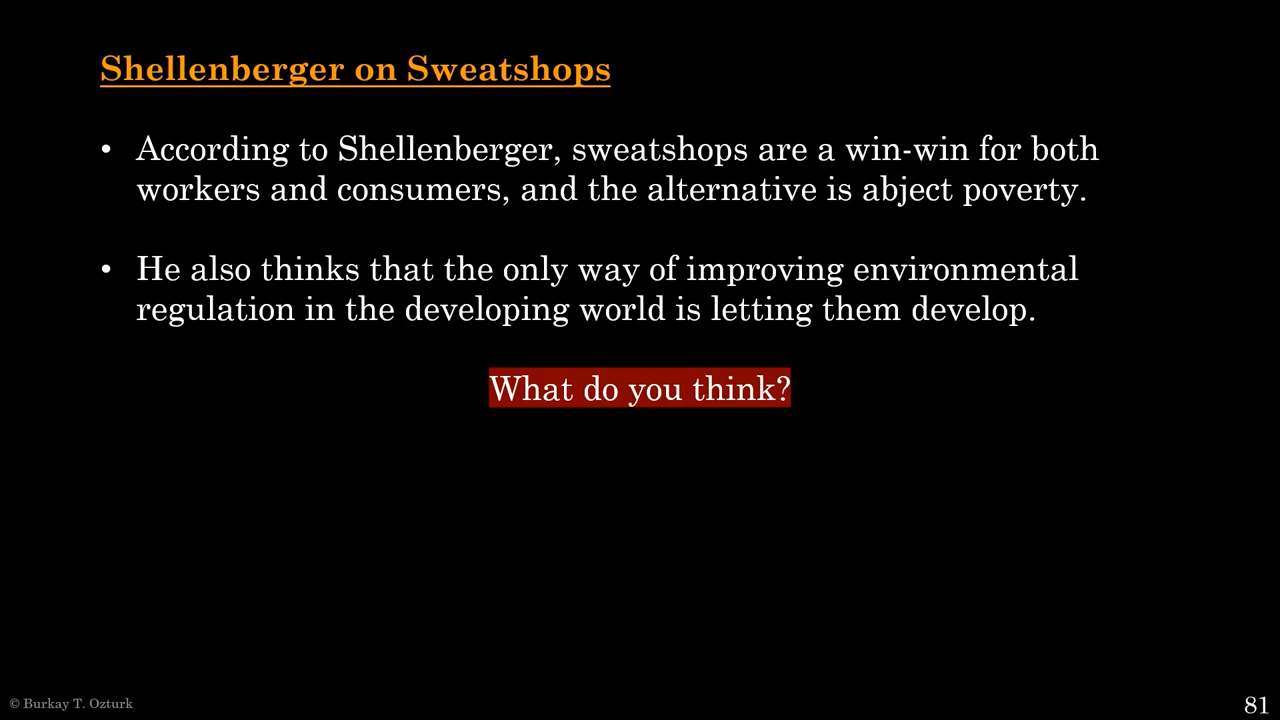 Shellenberger on Sweatshops
• According to Shellenberger, sweatshops are a win-win for both
workers and consumers, and the alternative is abject poverty.
• He also thinks that the only way of improving environmental
regulation in the developing world is letting them develop.
What do you think?
© Burkay T. Ozturk
81